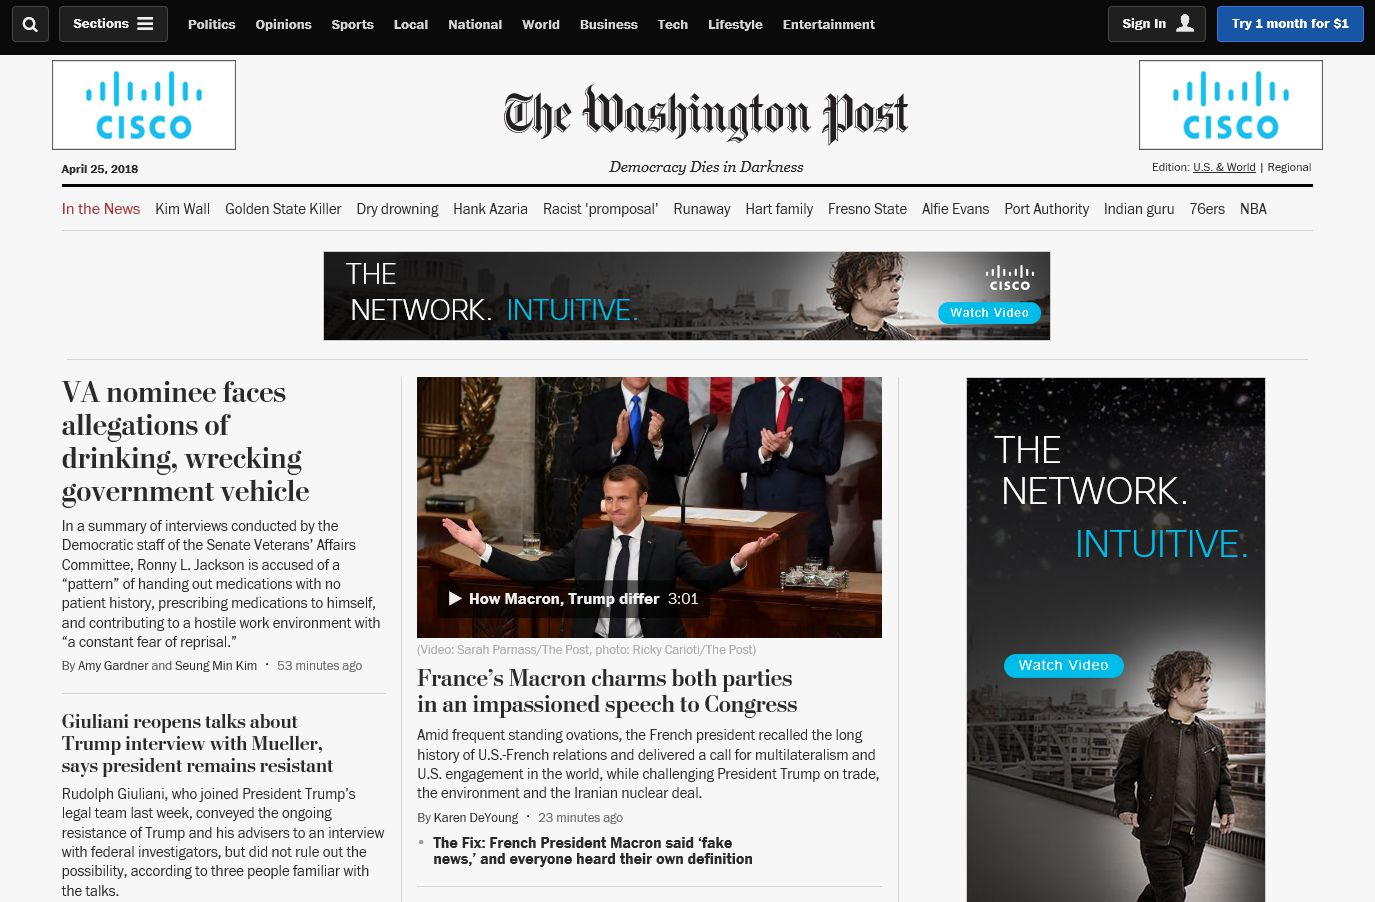 Sections
Politics Opinions Sports Local National World Business Tech Lifestyle Entertainment
Sign In
Try 1 month for $1
CISCO
The Washington Post
CISCO
April 25, 2018
Democracy Dies in Darkness
Edition: U.S. & World | Regional
In the News Kim Wall Golden State Killer Dry drowning Hank Azaria Racist 'promposal' Runaway Hart family Fresno State Alfie Evans Port Authority Indian guru 76ers NBA
THE
NETWORK. INTUITIVE.
CISCO
Watch Video
VA nominee faces
allegations of
drinking, wrecking
government vehicle
In a summary of interviews conducted by the
Democratic staff of the Senate Veterans’ Affairs
Committee, Ronny L. Jackson is accused of a
“pattern” of handing out medications with no
patient history, prescribing medications to himself,
and contributing to a hostile work environment with
“a constant fear of reprisal.”
By Amy Gardner and Seung Min Kim • 53 minutes ago
Giuliani reopens talks about
Trump interview with Mueller,
says president remains resistant
Rudolph Giuliani, who joined President Trump’s
legal team last week, conveyed the ongoing
resistance of Trump and his advisers to an interview
with federal investigators, but did not rule out the
possibility, according to three people familiar with
the talks.
How Macron, Trump differ 3:01
(Video: Sarah Parnass/The Post, photo: Ricky Carioti/The Post)
France’s Macron charms both parties
in an impassioned speech to Congress
Amid frequent standing ovations, the French president recalled the long
history of U.S.-French relations and delivered a call for multilateralism and
U.S. engagement in the world, while challenging President Trump on trade,
the environment and the Iranian nuclear deal.
By Karen DeYoung • 23 minutes ago
• The Fix: French President Macron said ‘fake
news,’ and everyone heard their own definition
THE
NETWORK.
INTUITIVE.
Watch Video